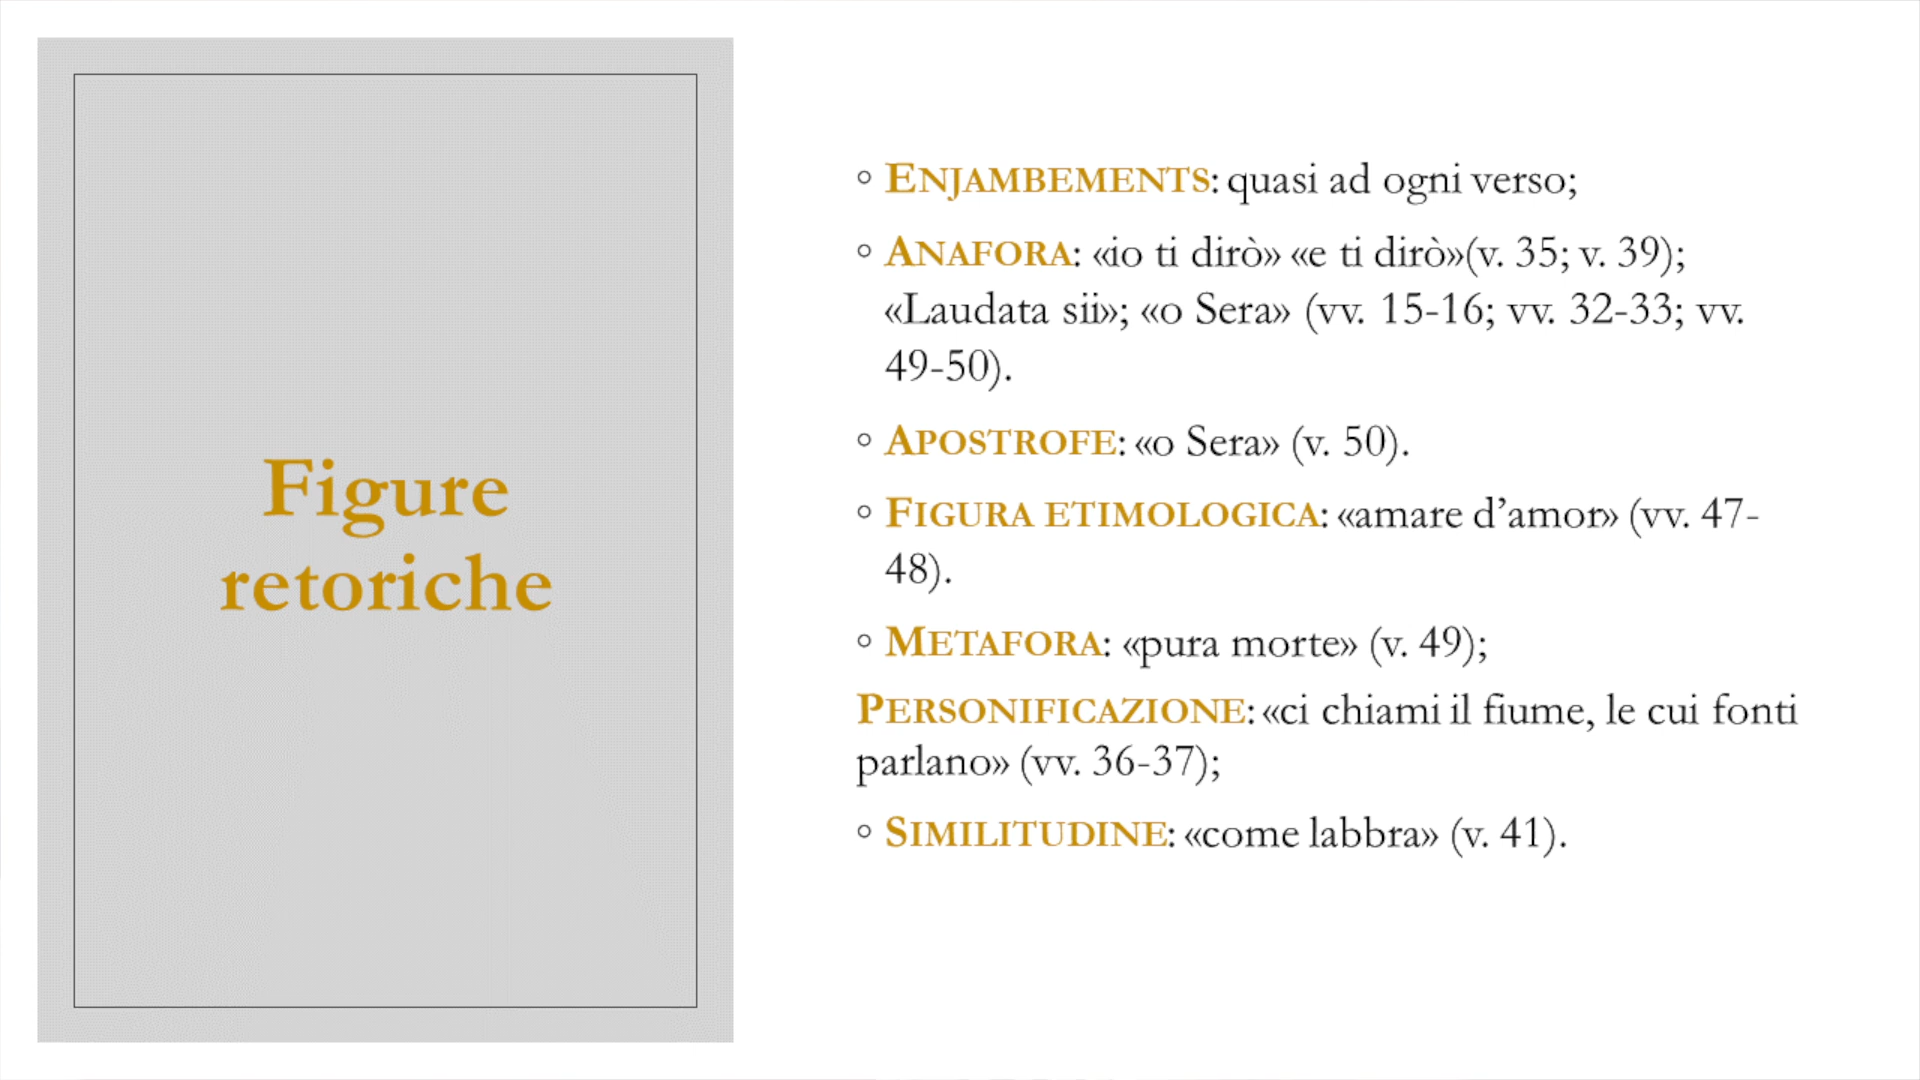 Figure
retoriche
◦ ENJAMBEMENTS: quasi ad ogni verso;
◦ ANAFORA: «io ti dirò» «e ti dirò»(v. 35; v. 39);
«Laudata sii»; «o Sera» (vv. 15-16; vv. 32-33; vv.
49-50).
◦ APOSTROFE: «o Sera» (v. 50).
◦ FIGURA ETIMOLOGICA: «amare d’amor» (vv. 47-
48).
◦ METAFORA: «pura morte» (v. 49);
PERSONIFICAZIONE: «ci chiami il fiume, le cui fonti
parlano» (vv. 36-37);
◦ SIMILITUDINE: «come labbra» (v. 41).